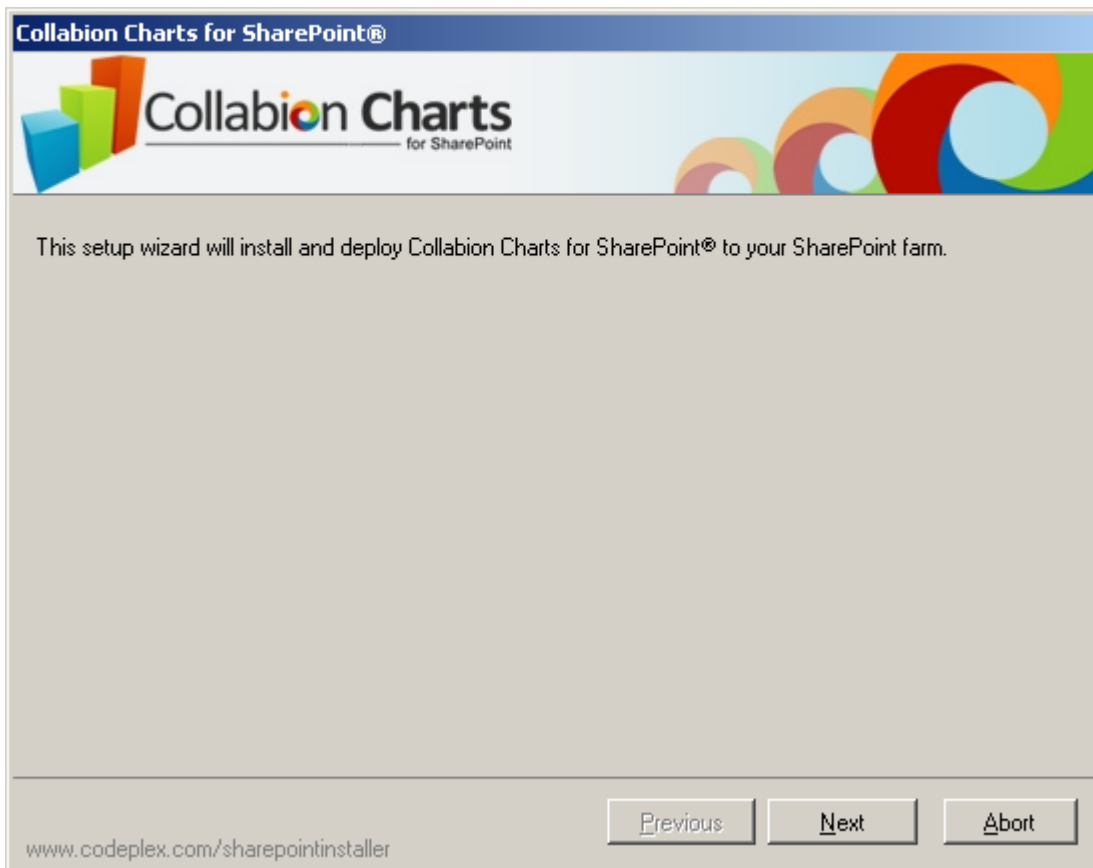 Collabion Charts for SharePoint®
Collabion Charts
for SharePoint
This setup wizard will install and deploy Collabion Charts for SharePoint® to your SharePoint farm.
Previous Next Abort
www.codeplex.com/sharepointinstaller